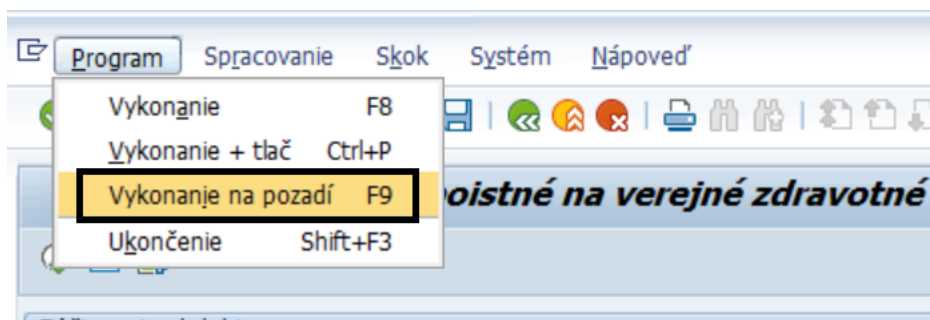 Program Spracovanie Skok Systém Nápoveď
Vykonanie F8
Vykonanie + tlač Ctrl+P
Vykonanie na pozadí F9
oistné na verejné zdravotné
Ukončenie Shift+F3